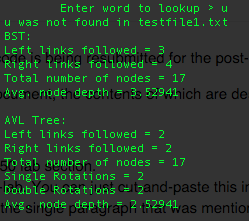 Enter word to lookup > u
u was not found in testfile1.txt
BST:
Left links followed = 3
Right links followed = 4
Total number of nodes = 17
Avg. node depth = 3.52941
AVL Tree:
Left links followed = 2
Right links followed = 2
Total number of nodes = 17
Single Rotations = 2
Double Rotations = 2
Avg. node depth = 2.52941